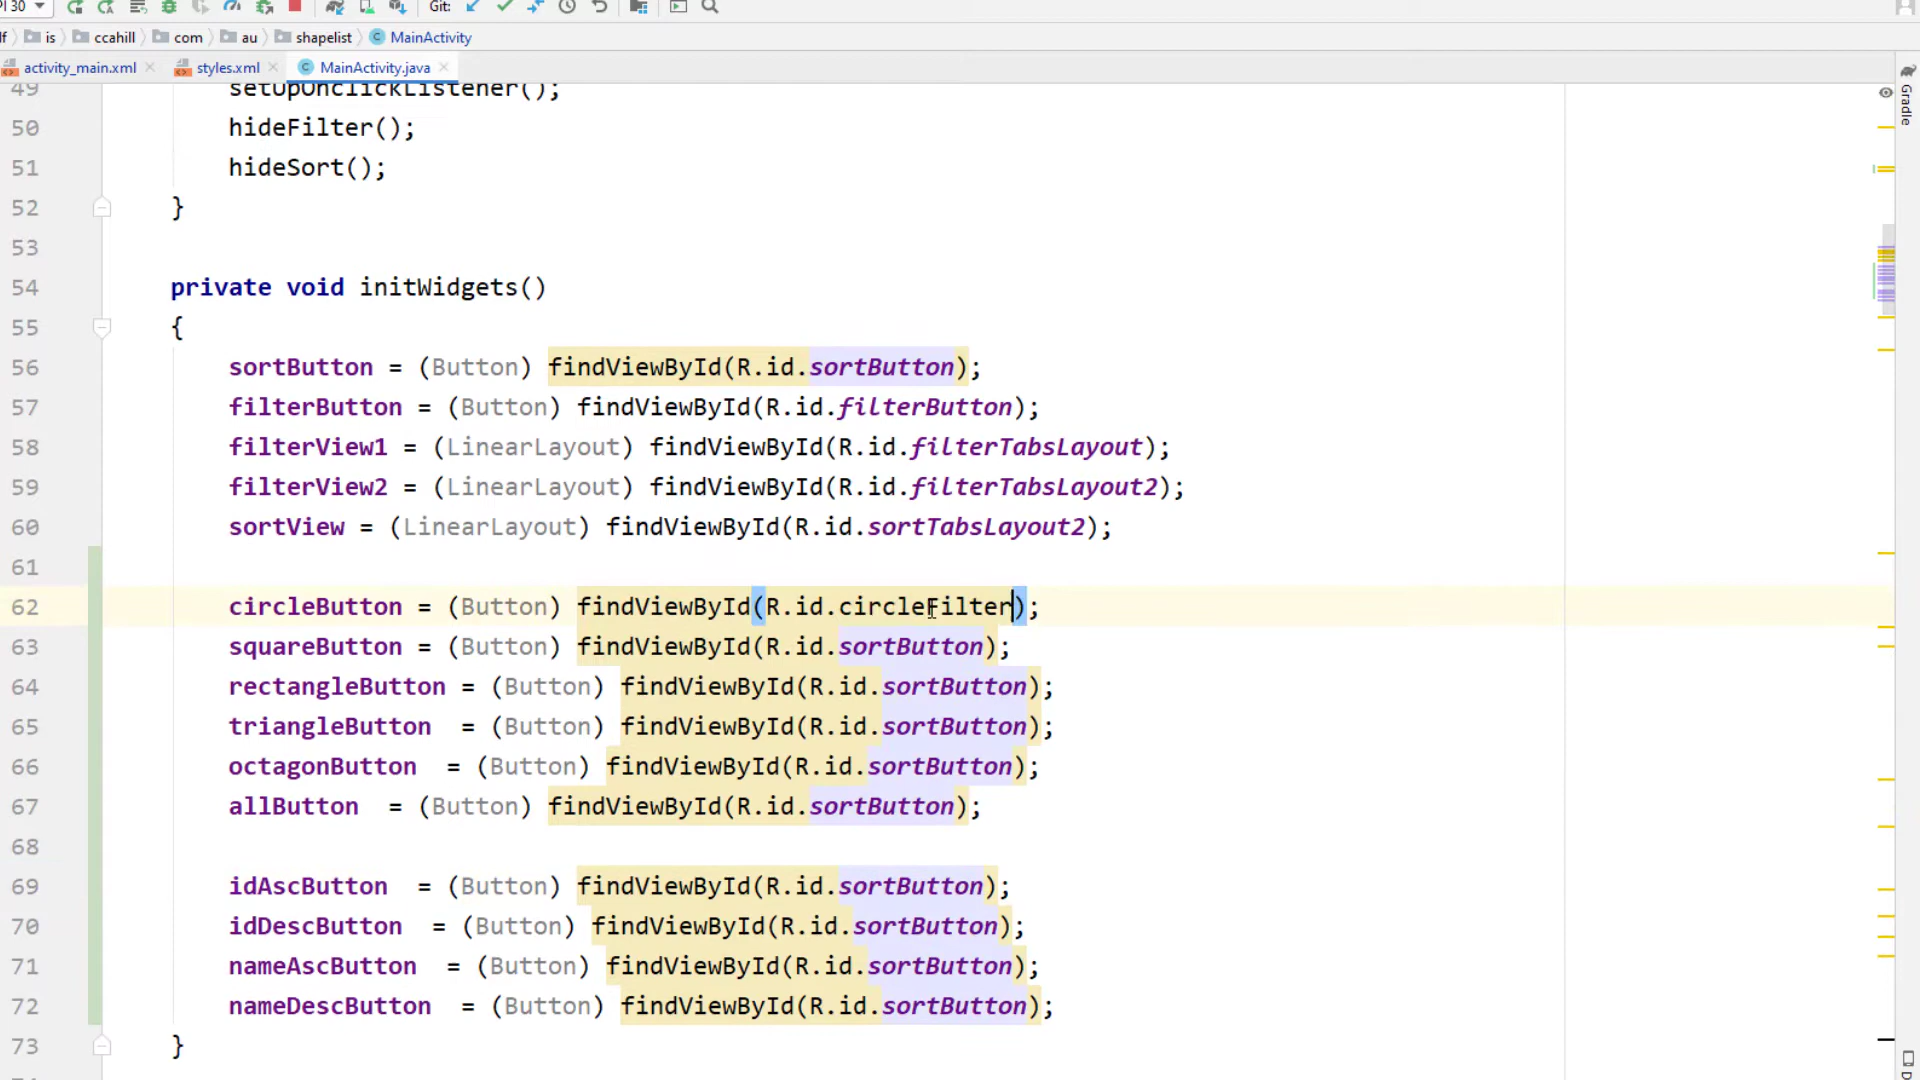 PI 30
Git:
lf is ccahill com au shapelist MainActivity
activity_main.xml styles.xml MainActivity.java
49 setUpOnclickListener();
50 hideFilter();
51 hideSort();
52 }
53
54 private void initWidgets()
55 {
56 sortButton = (Button) findViewById(R.id.sortButton);
57 filterButton = (Button) findViewById(R.id.filterButton);
58 filterView1 = (LinearLayout) findViewById(R.id.filterTabsLayout);
59 filterView2 = (LinearLayout) findViewById(R.id.filterTabsLayout2);
60 sortView = (LinearLayout) findViewById(R.id.sortTabsLayout2);
61
62 circleButton = (Button) findViewById(R.id.circleFilter);
63 squareButton = (Button) findViewById(R.id.sortButton);
64 rectangleButton = (Button) findViewById(R.id.sortButton);
65 triangleButton = (Button) findViewById(R.id.sortButton);
66 octagonButton = (Button) findViewById(R.id.sortButton);
67 allButton = (Button) findViewById(R.id.sortButton);
68
69 idAscButton = (Button) findViewById(R.id.sortButton);
70 idDescButton = (Button) findViewById(R.id.sortButton);
71 nameAscButton = (Button) findViewById(R.id.sortButton);
72 nameDescButton = (Button) findViewById(R.id.sortButton);
73 }
Gradle